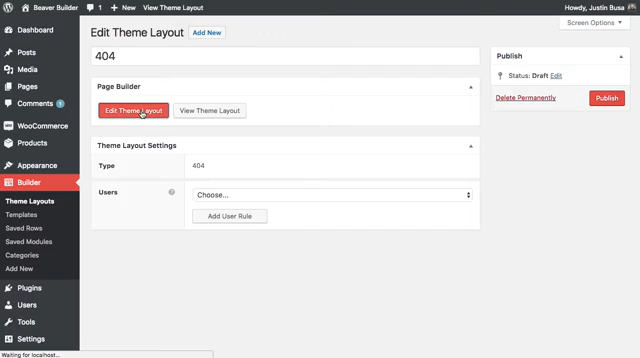 Beaver Builder 1 + New View Theme Layout Howdy, Justin Busa
Screen Options
Dashboard
Posts
Media
Pages
Comments 1
WooCommerce
Products
Appearance
Builder
Theme Layouts
Templates
Saved Rows
Saved Modules
Categories
Add New
Plugins
Users
Tools
Settings
Edit Theme Layout Add New
404
Page Builder
Edit Theme Layout View Theme Layout
Theme Layout Settings
Type 404
Users ? Choose...
Add User Rule
Publish
Status: Draft Edit
Delete Permanently Publish
Waiting for localhost...